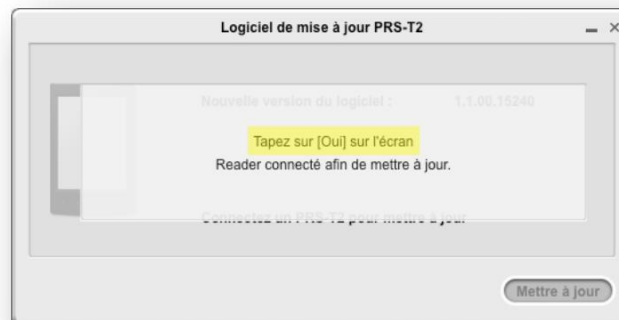 Logiciel de mise à jour PRS-T2
Nouvelle version du logiciel : 1.1.00.15240
Tapez sur [Oui] sur l'écran
Reader connecté afin de mettre à jour.
Connectez un PRS-T2 pour mettre à jour
Mettre à jour